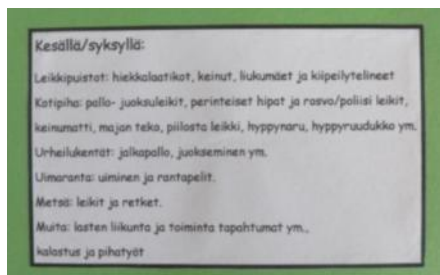 Kesällä/syksyllä:
Leikkipuistot: hiekkalaatikot, keinut, liukumäet ja kiipeilytelineet
Kotipiha: pallo- juoksuleikit, perinteiset hipat ja rosvo/poliisi leikit,
keinumatti, majan teko, piilosta leikki, hyppynaru, hyppyruudukko ym.
Urheilukentät: jalkapallo, juokseminen ym.
Uimaranta: uiminen ja rantapelit.
Metsä: leikit ja retket.
Muita: lasten liikunta ja toiminta tapahtumat ym.,
kalastus ja pihatyöt